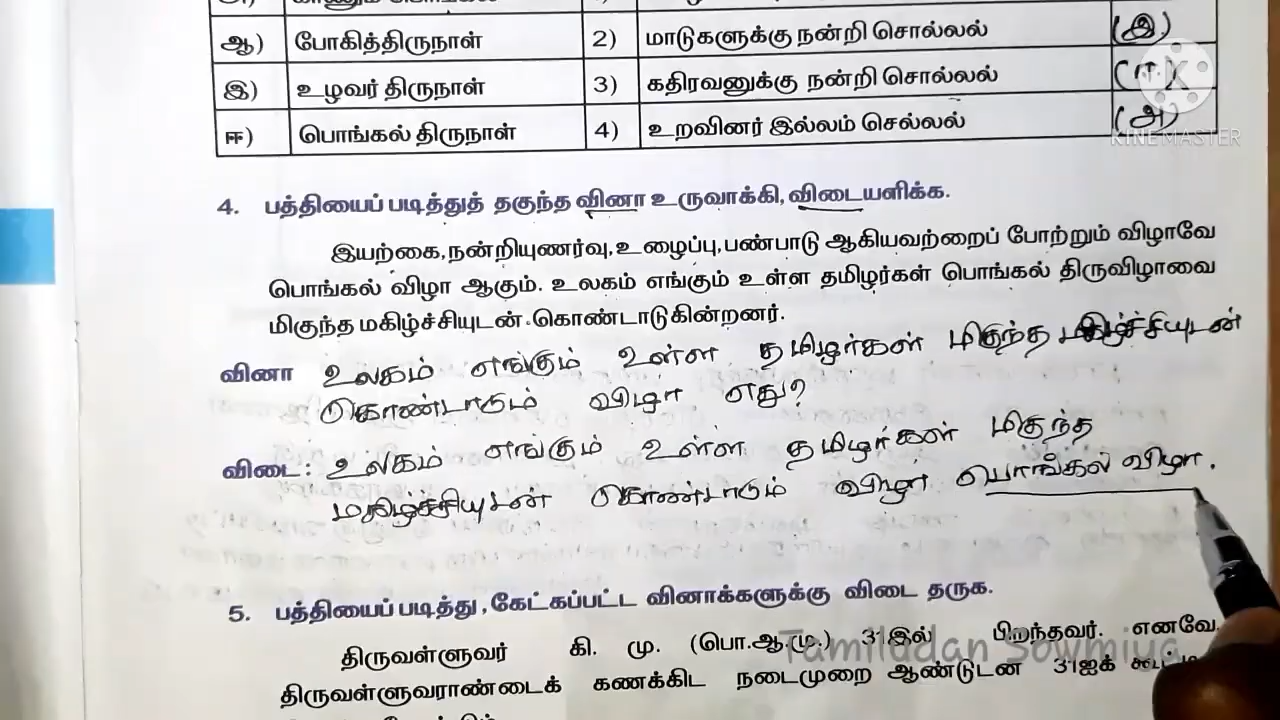 ஆ) போகித்திருநாள் 2) மாடுகளுக்கு நன்றி சொல்லல் (இ)
இ) உழவர் திருநாள் 3) கதிரவனுக்கு நன்றி சொல்லல் (ஈ)
ஈ) பொங்கல் திருநாள் 4) உறவினர் இல்லம் செல்லல் (அ)
KINEMASTER
4. பத்தியைப் படித்துத் தகுந்த வினா உருவாக்கி, விடையளிக்க.
இயற்கை, நன்றியுணர்வு, உழைப்பு, பண்பாடு ஆகியவற்றைப் போற்றும் விழாவே
பொங்கல் விழா ஆகும். உலகம் எங்கும் உள்ள தமிழர்கள் பொங்கல் திருவிழாவை
மிகுந்த மகிழ்ச்சியுடன் கொண்டாடுகின்றனர்.
வினா உலகம் எங்கும் உள்ள தமிழர்கள் மிகுந்த மகிழ்ச்சியுடன்
கொண்டாடும் விழா எது?
விடை: உலகம் எங்கும் உள்ள தமிழர்கள் மிகுந்த
மகிழ்ச்சியுடன் கொண்டாடும் விழா பொங்கல் விழா.
5. பத்தியைப் படித்து, கேட்கப்பட்ட வினாக்களுக்கு விடை தருக.
திருவள்ளுவர் கி. மு. (பொ.ஆ.மு.) 31இல் பிறந்தவர். எனவே,
Tamiludan Sowmiya
திருவள்ளுவராண்டைக் கணக்கிட நடைமுறை ஆண்டுடன் 31ஐக்